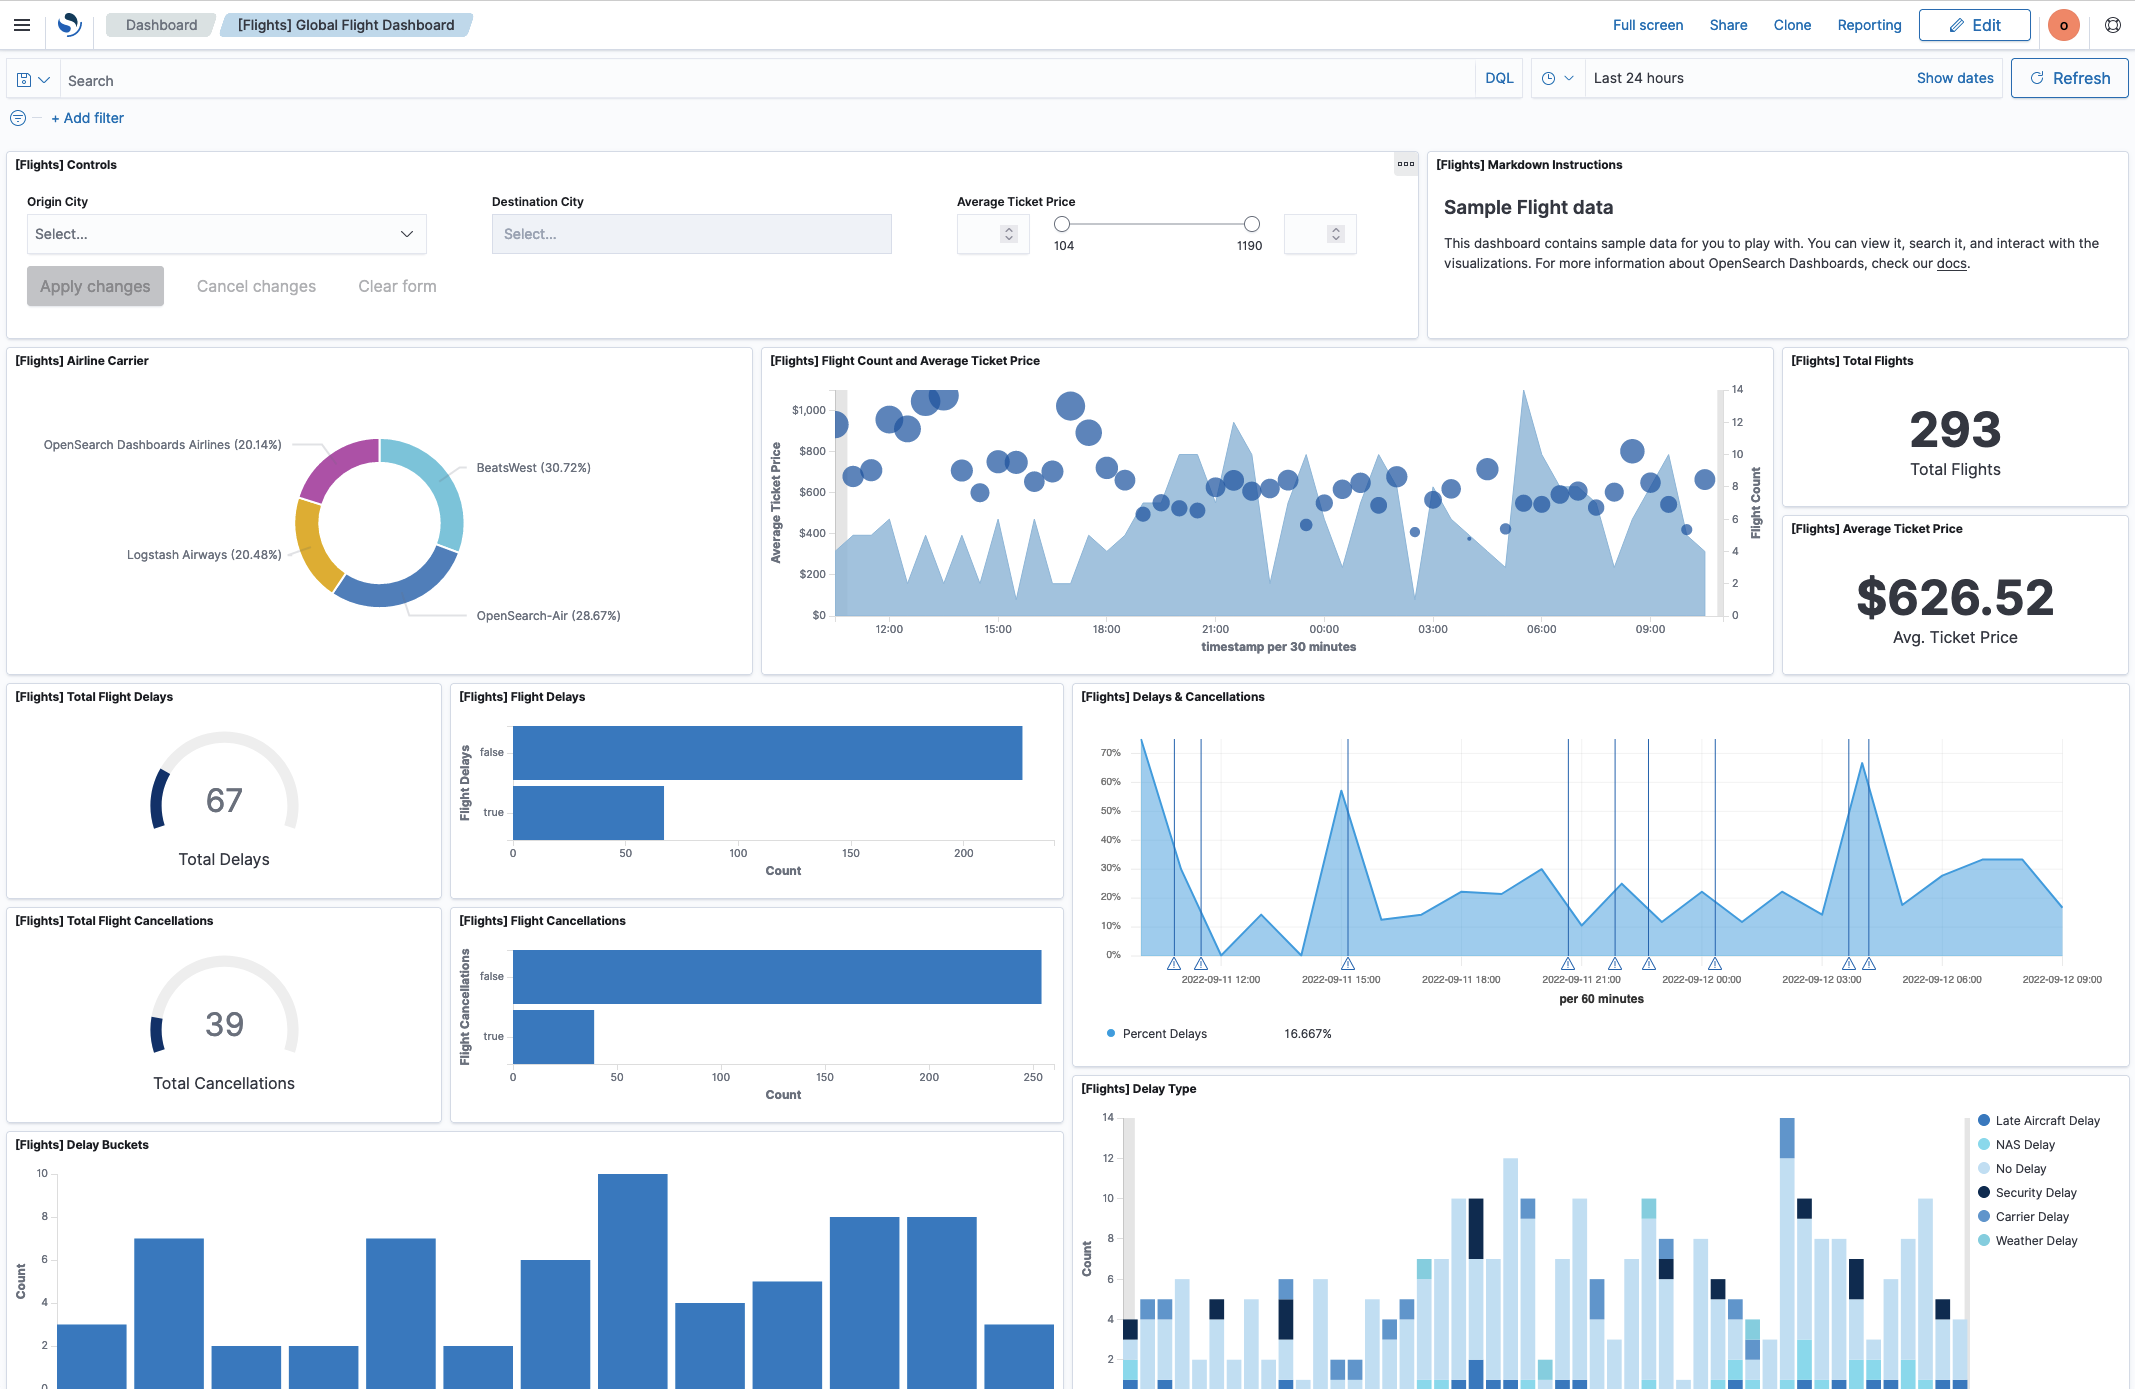 Dashboard
[Flights] Global Flight Dashboard
Full screen
Share
Clone
Reporting
Edit
o
Search
DQL
Last 24 hours
Show dates
Refresh
+ Add filter
[Flights] Controls
Origin City
Select...
Destination City
Select...
Average Ticket Price
104
1190
Apply changes
Cancel changes
Clear form
[Flights] Markdown Instructions
Sample Flight data
This dashboard contains sample data for you to play with. You can view it, search it, and interact with the
visualizations. For more information about OpenSearch Dashboards, check our docs.
[Flights] Airline Carrier
OpenSearch Dashboards Airlines (20.14%)
BeatsWest (30.72%)
Logstash Airways (20.48%)
OpenSearch-Air (28.67%)
[Flights] Flight Count and Average Ticket Price
Average Ticket Price
$1,000
$800
$600
$400
$200
$0
14
12
10
8
6
4
2
0
Flight Count
12:00
15:00
18:00
21:00
00:00
03:00
06:00
09:00
timestamp per 30 minutes
[Flights] Total Flights
293
Total Flights
[Flights] Average Ticket Price
$626.52
Avg. Ticket Price
[Flights] Total Flight Delays
67
Total Delays
[Flights] Flight Delays
Flight Delays
false
true
0
50
100
150
200
Count
[Flights] Delays & Cancellations
70%
60%
50%
40%
30%
20%
10%
0%
2022-09-11 12:00
2022-09-11 15:00
2022-09-11 18:00
2022-09-11 21:00
2022-09-12 00:00
2022-09-12 03:00
2022-09-12 06:00
2022-09-12 09:00
per 60 minutes
Percent Delays
16.667%
[Flights] Total Flight Cancellations
39
Total Cancellations
[Flights] Flight Cancellations
Flight Cancellations
false
true
0
50
100
150
200
250
Count
[Flights] Delay Buckets
Count
10
8
6
4
2
0
[Flights] Delay Type
Count
14
12
10
8
6
4
2
Late Aircraft Delay
NAS Delay
No Delay
Security Delay
Carrier Delay
Weather Delay